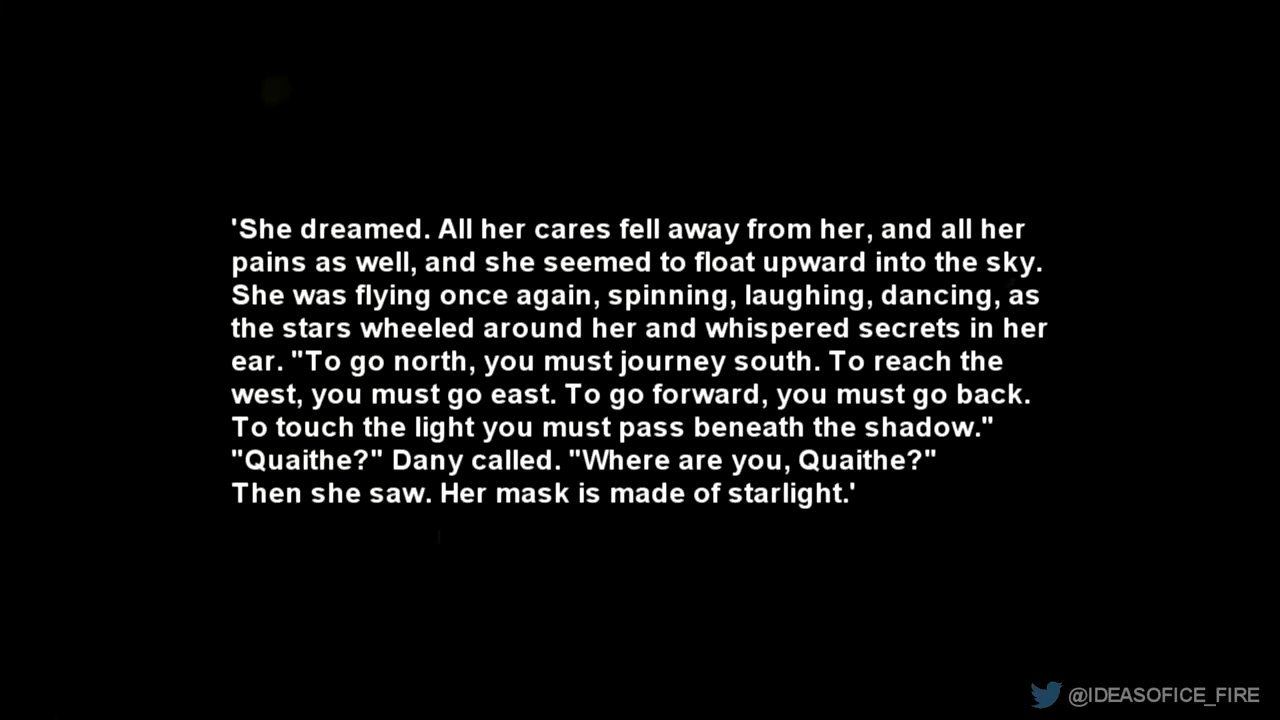 'She dreamed. All her cares fell away from her, and all her
pains as well, and she seemed to float upward into the sky.
She was flying once again, spinning, laughing, dancing, as
the stars wheeled around her and whispered secrets in her
ear. "To go north, you must journey south. To reach the
west, you must go east. To go forward, you must go back.
To touch the light you must pass beneath the shadow."
"Quaithe?" Dany called. "Where are you, Quaithe?"
Then she saw. Her mask is made of starlight.'
@IDEASOFICE_FIRE